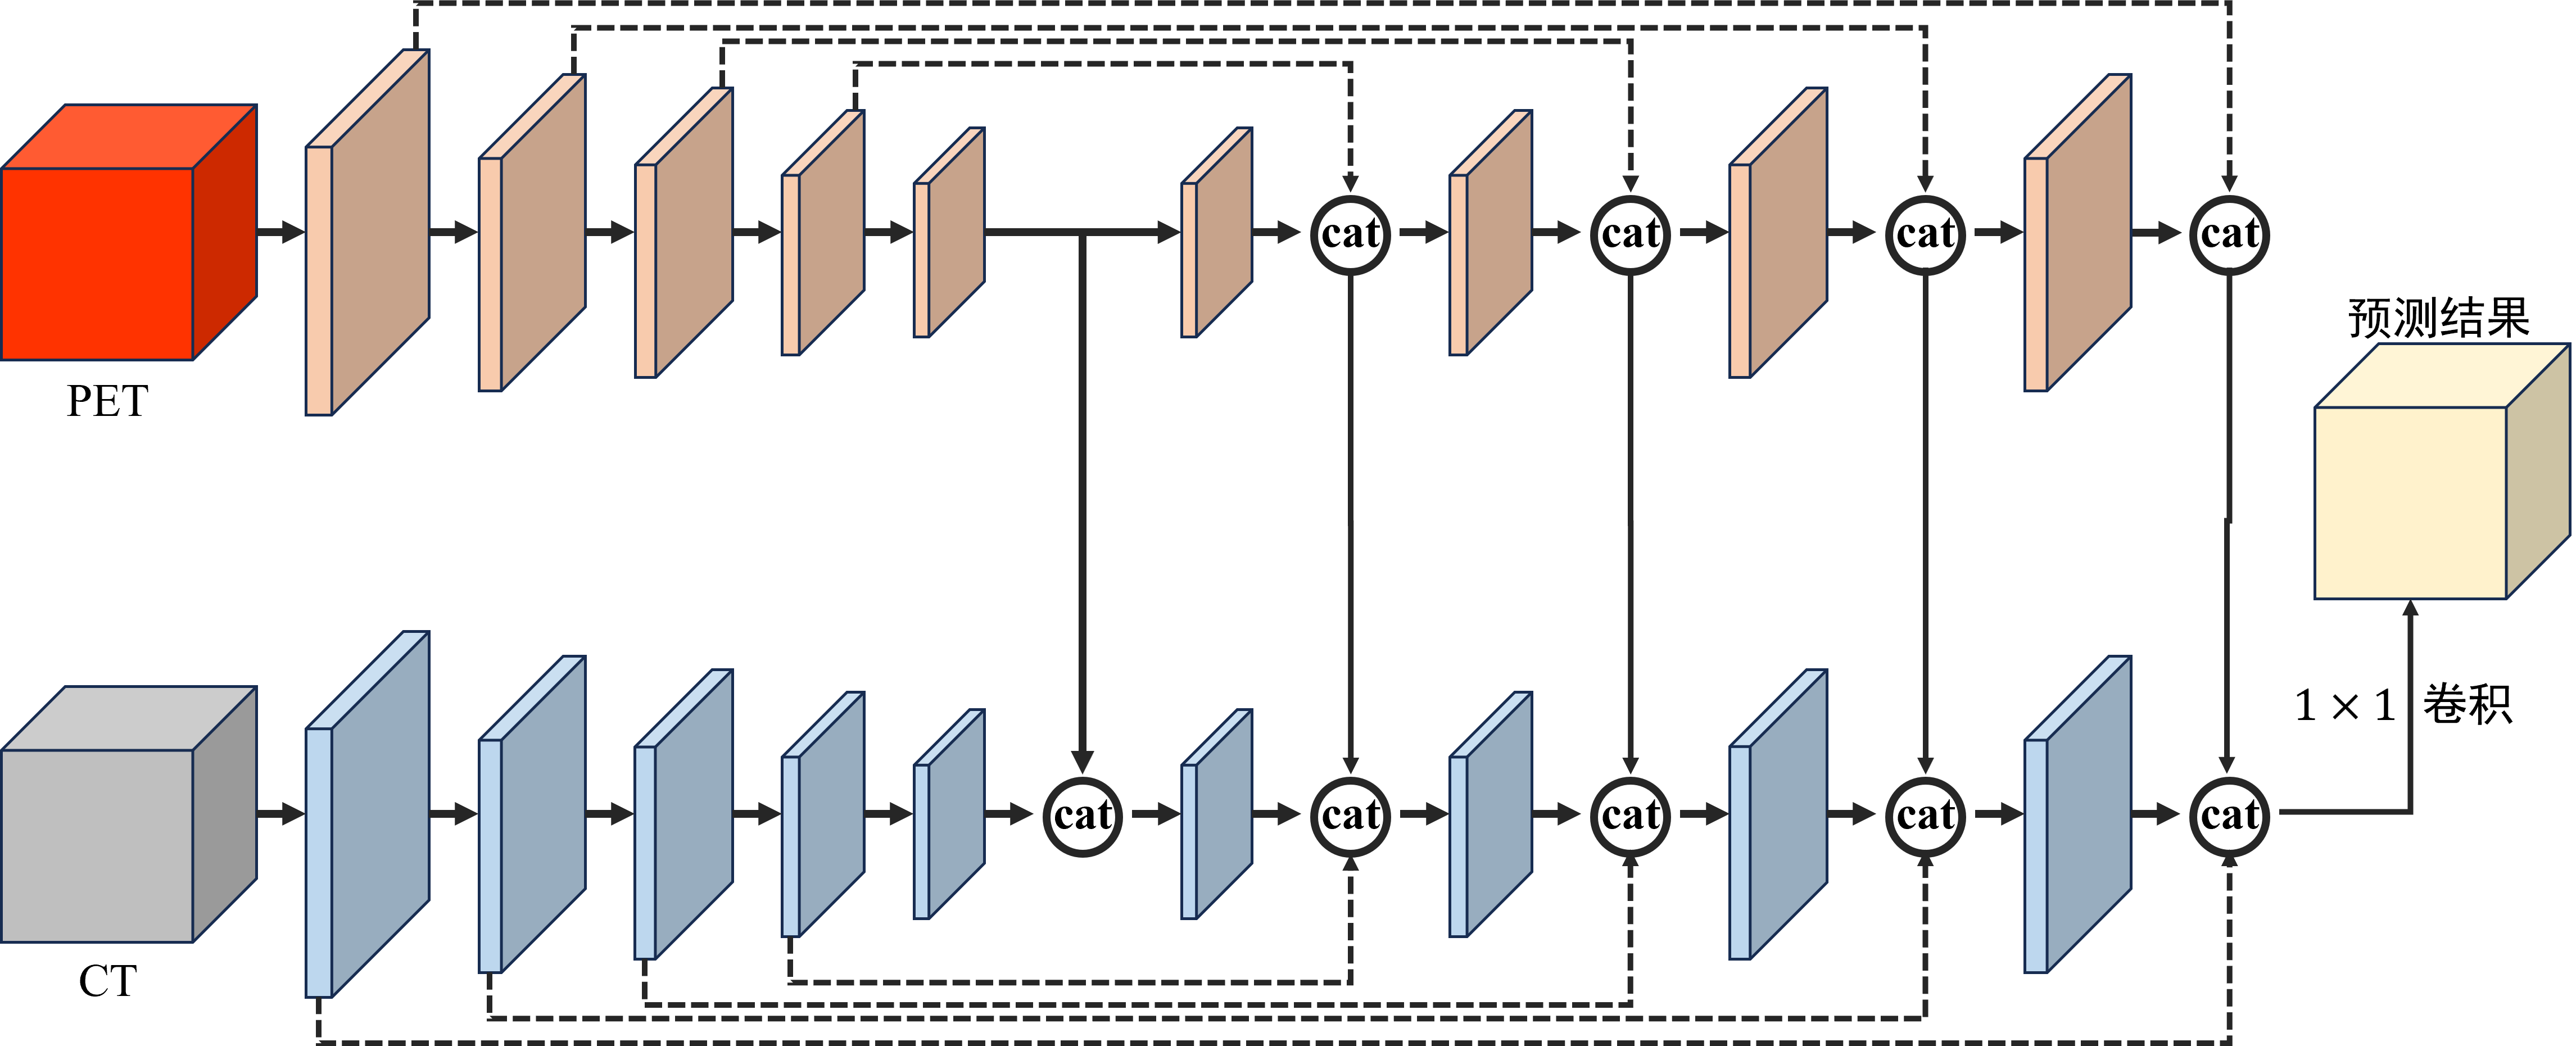 cat cat cat cat
预测结果
PET
1 × 1 卷积
cat cat cat cat cat
CT